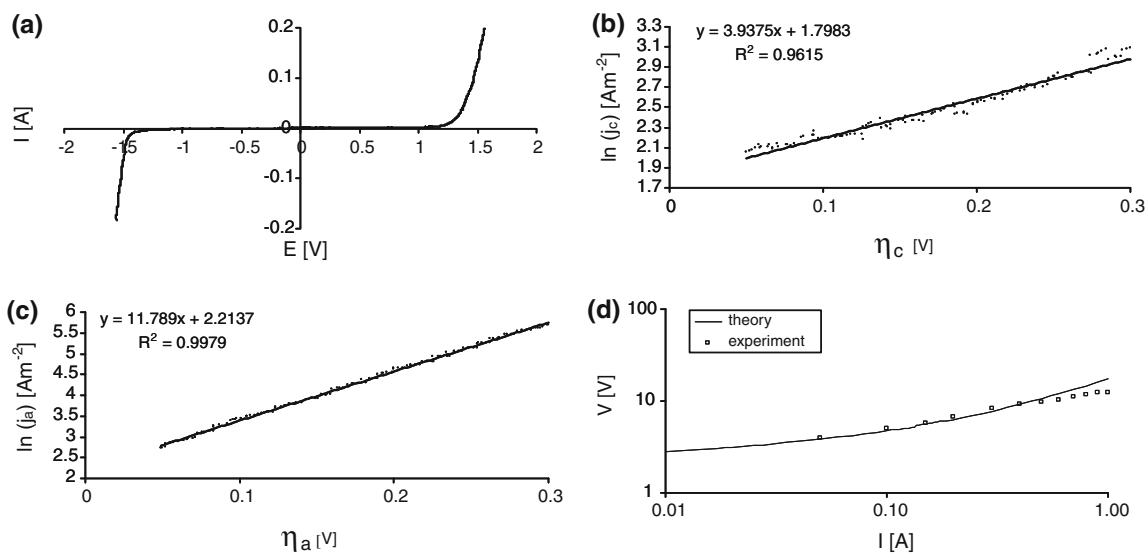 (a)
0.2
0.1
0
-0.1
-0.2
I [A]
-2 -1.5 -1 -0.5 0 0.5 1 1.5 2
E [V]
(b)
y = 3.9375x + 1.7983
R² = 0.9615
3.3
3.1
2.9
2.7
2.5
2.3
2.1
1.9
1.7
ln (jc) [Am⁻²]
0 0.1 0.2 0.3
ηc [V]
(c)
y = 11.789x + 2.2137
R² = 0.9979
6
5.5
5
4.5
4
3.5
3
2.5
2
ln (ja) [Am⁻²]
0 0.1 0.2 0.3
ηa [V]
(d)
theory
experiment
100
10
1
V [V]
0.01 0.10 1.00
I [A]